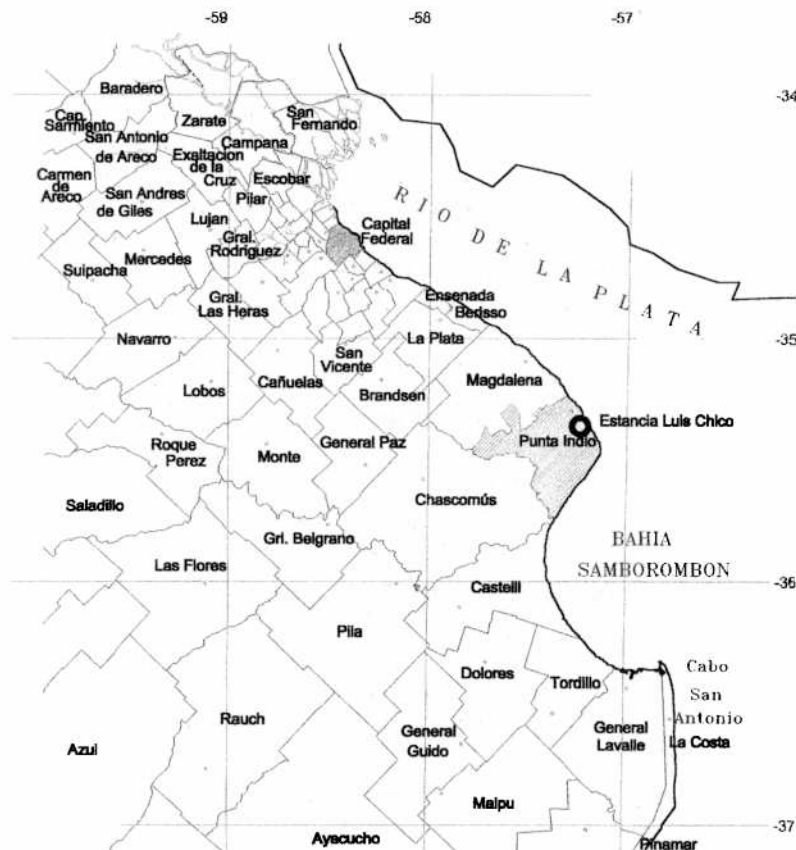 -59
-58
-57
-34
Baradero
Cap.
Sarmiento
Zarate
San
Fernando
San Antonio
de Areco
Campana
Exaltacion
de la
Cruz
Carmen
de
Areco
Escobar
San Andres
de Giles
Pilar
Lujan
Capital
Federal
RIO DE LA PLATA
Gral.
Rodriguez
Mercedes
Suipacha
Gral.
Las Heras
Ensenada
Berisso
Navarro
La Plata
-35
San
Vicente
Lobos
Cañuelas
Brandsen
Magdalena
Estancia Luis Chico
Punta Indio
Roque
Perez
Monte
General Paz
Saladillo
Chascomús
Grl. Belgrano
BAHIA
SAMBOROMBON
Las Flores
Castelli
-36
Pila
Dolores
Tordillo
Cabo
San
Antonio
Rauch
General
Guido
General
Lavalle
La Costa
Azul
Maipu
-37
Ayacucho
Pinamar